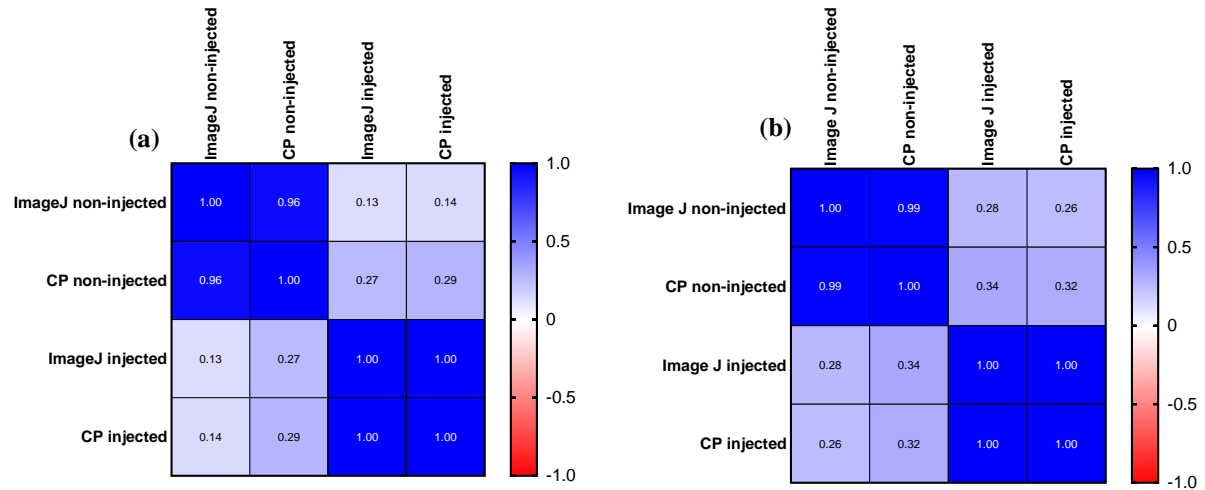 (a)
ImageJ non-injected
CP non-injected
ImageJ injected
CP injected
ImageJ non-injected 1.00 0.96 0.13 0.14
CP non-injected 0.96 1.00 0.27 0.29
ImageJ injected 0.13 0.27 1.00 1.00
CP injected 0.14 0.29 1.00 1.00
1.0
0.5
0
-0.5
-1.0
(b)
Image J non-injected
CP non-injected
Image J injected
CP injected
Image J non-injected 1.00 0.99 0.28 0.26
CP non-injected 0.99 1.00 0.34 0.32
Image J injected 0.28 0.34 1.00 1.00
CP injected 0.26 0.32 1.00 1.00
1.0
0.5
0
-0.5
-1.0